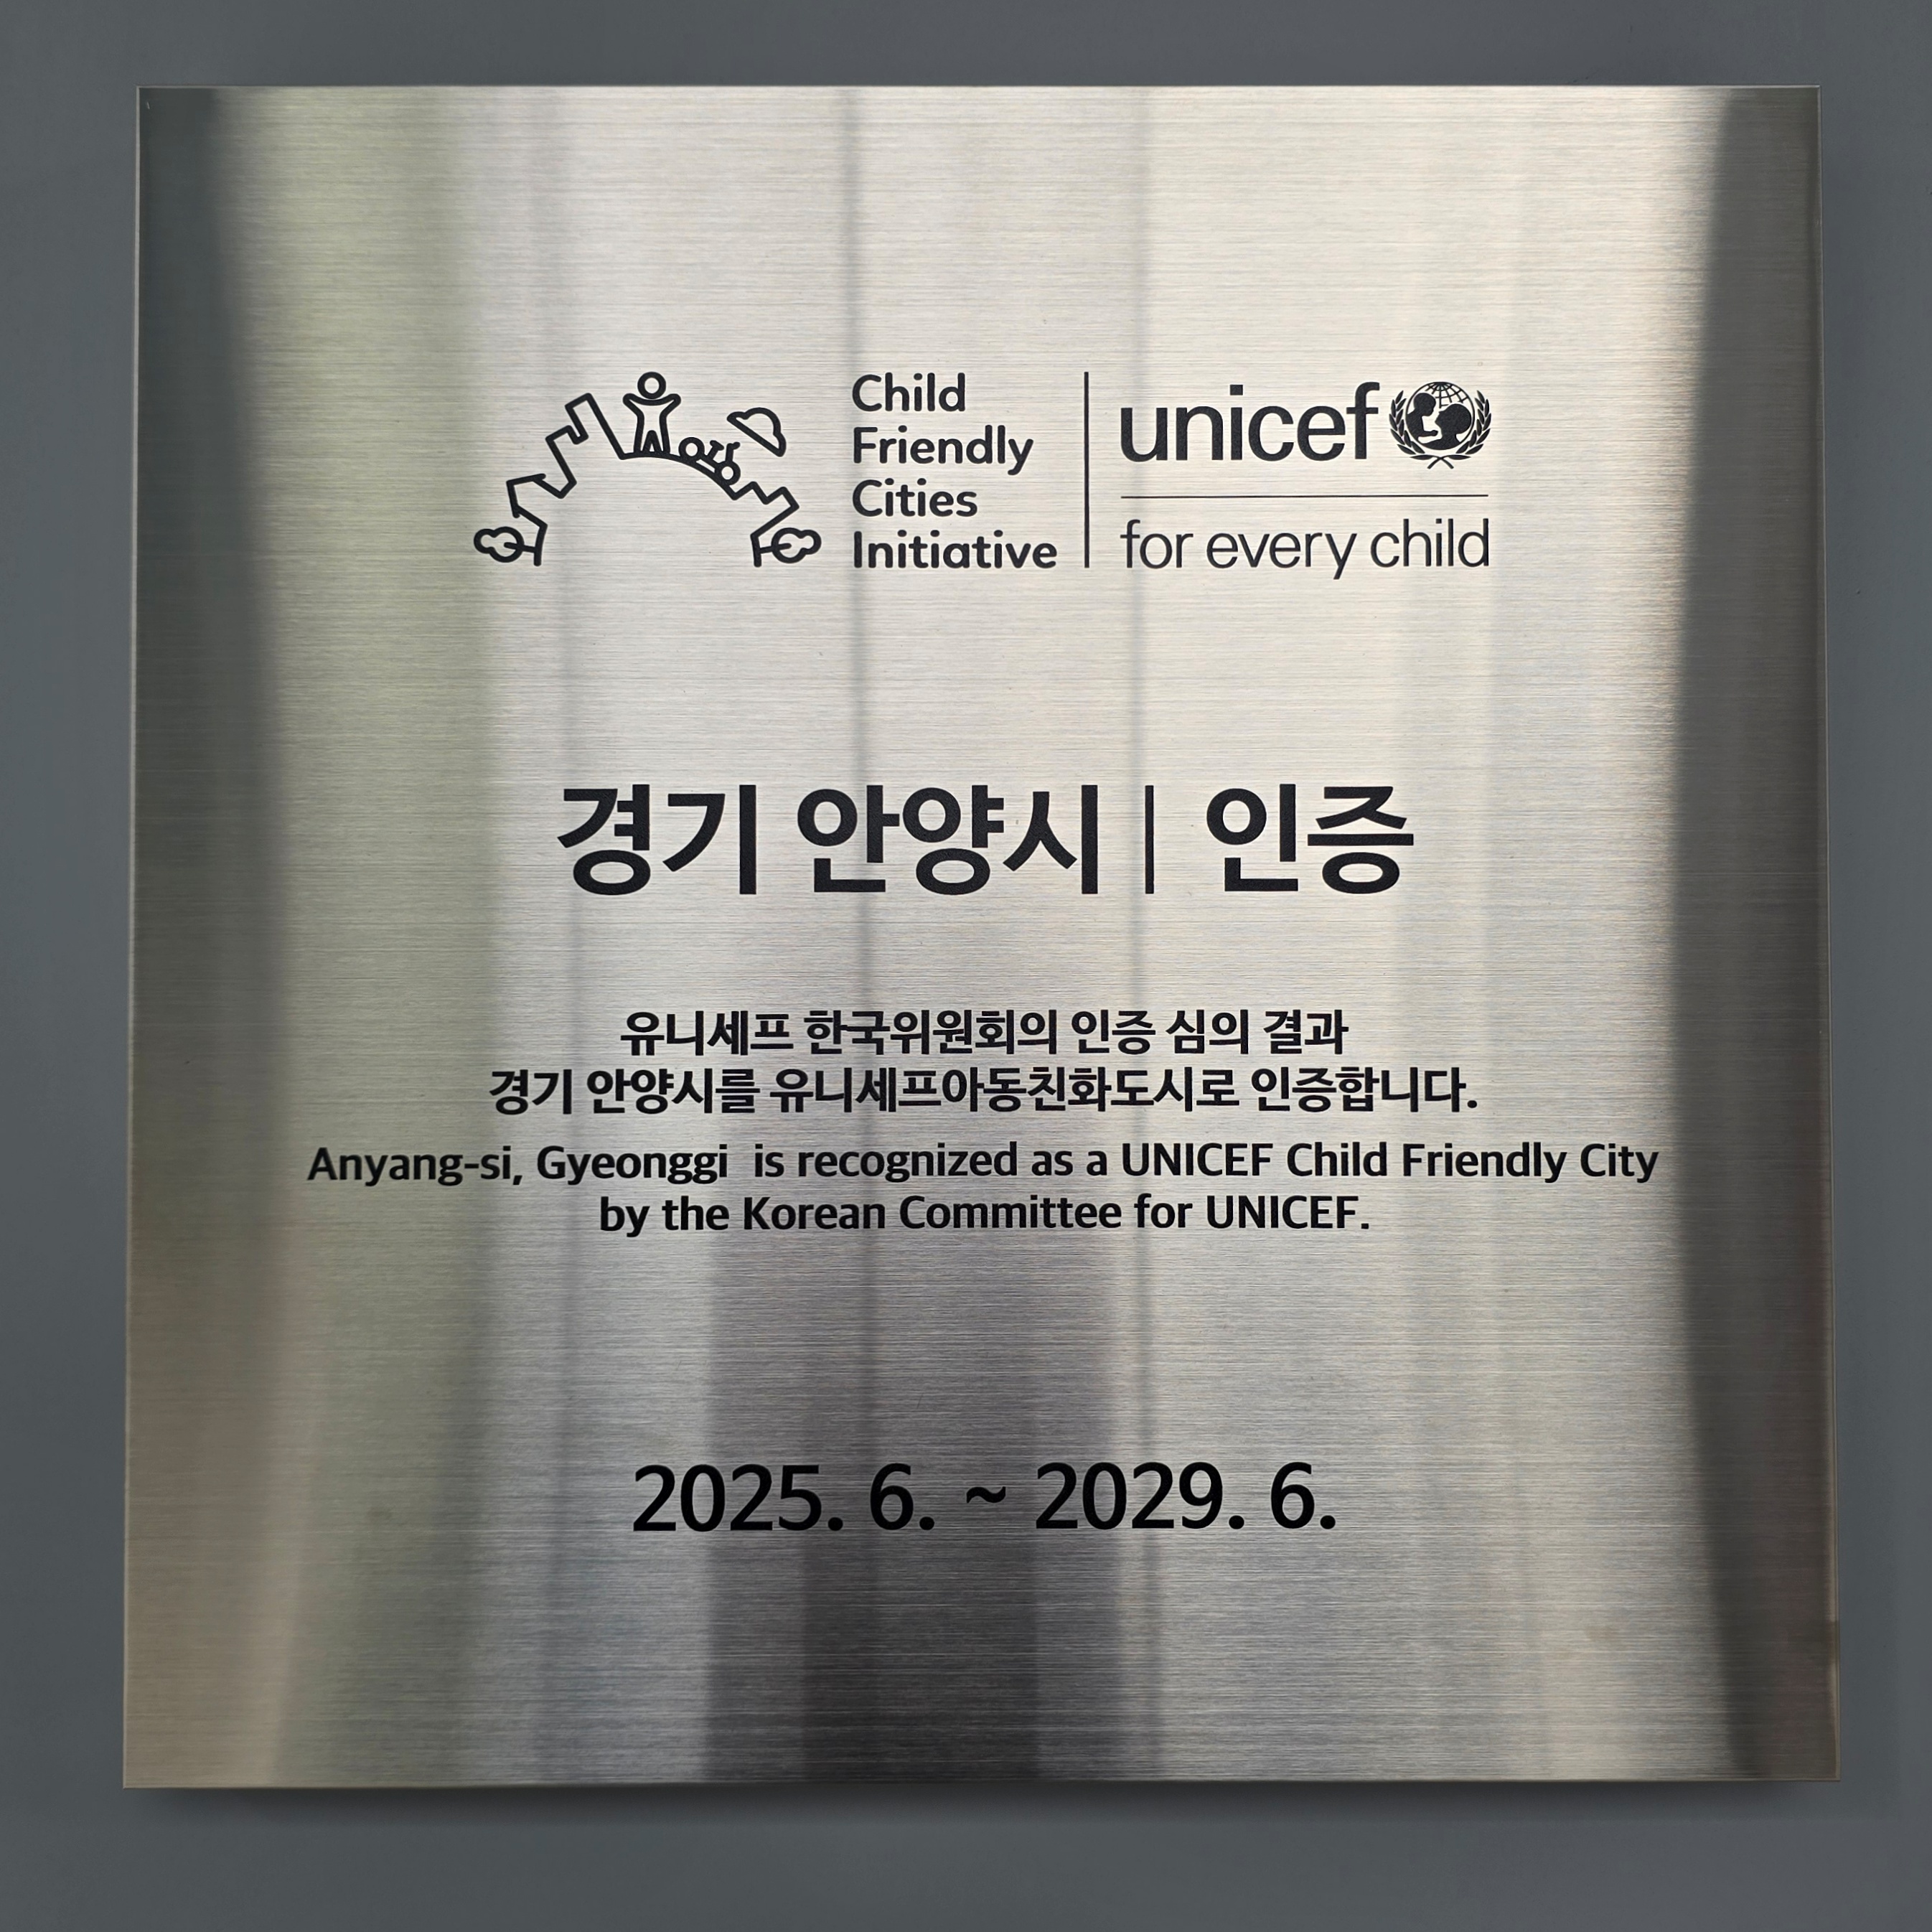 Child
Friendly
Cities
Initiative
unicef
for every child
경기 안양시 | 인증
유니세프 한국위원회의 인증 심의 결과
경기 안양시를 유니세프아동친화도시로 인증합니다.
Anyang-si, Gyeonggi  is recognized as a UNICEF Child Friendly City
by the Korean Committee for UNICEF.
2025. 6. ~ 2029. 6.